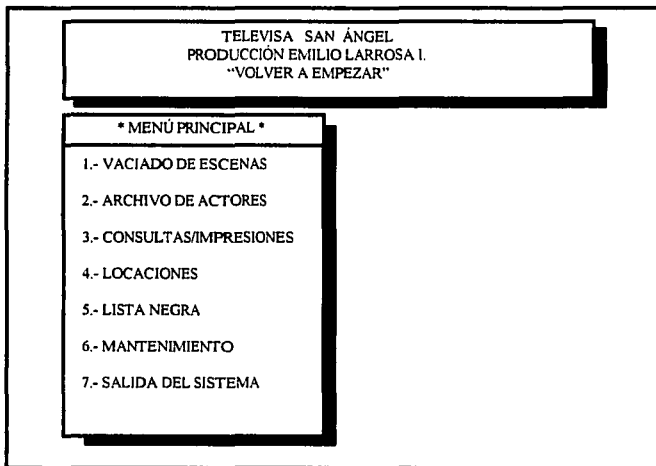 TELEVISA SAN ÁNGEL
PRODUCCIÓN EMILIO LARROSA I.
“VOLVER A EMPEZAR”
* MENÚ PRINCIPAL *
1.- VACIADO DE ESCENAS
2.- ARCHIVO DE ACTORES
3.- CONSULTAS/IMPRESIONES
4.- LOCACIONES
5.- LISTA NEGRA
6.- MANTENIMIENTO
7.- SALIDA DEL SISTEMA